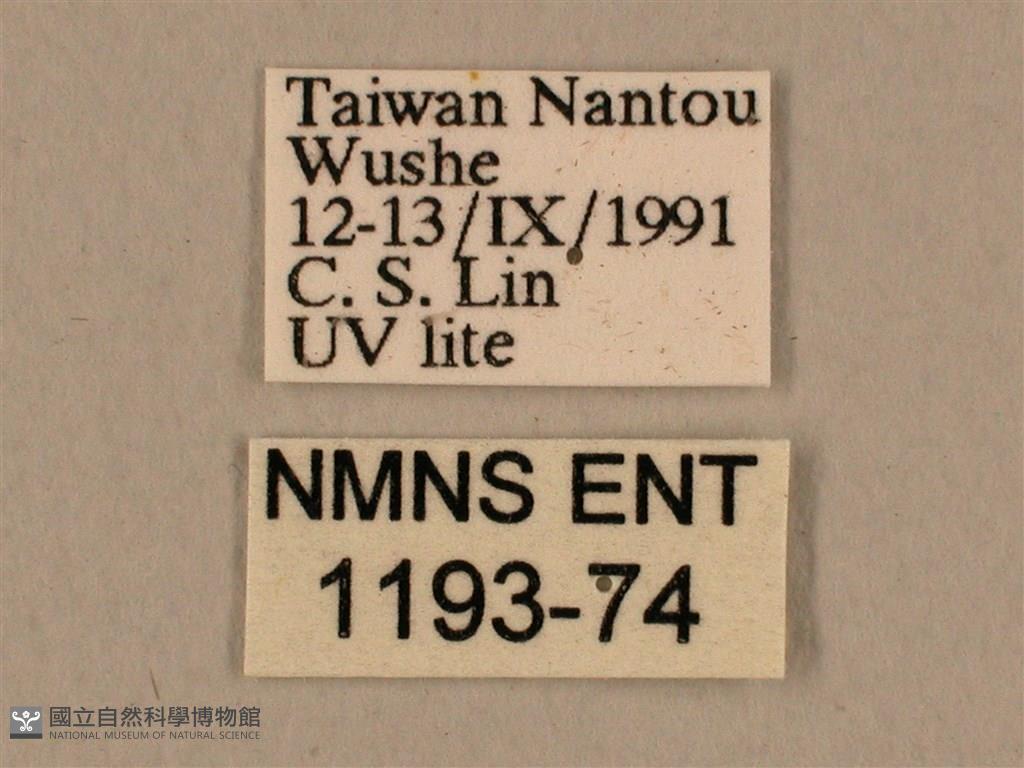 Taiwan Nantou
Wushe
12-13/IX/1991
C. S. Lin
UV lite
NMNS ENT
1193-74
國立自然科學博物館
NATIONAL MUSEUM OF NATURAL SCIENCE